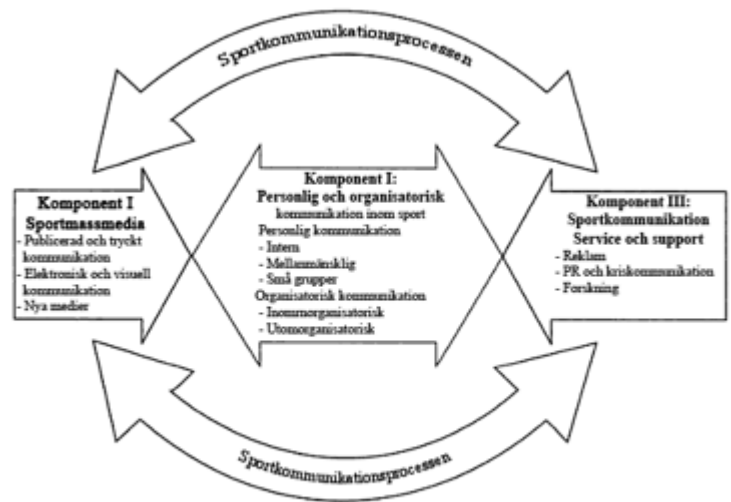 Sportkommunikationsprocessen
Komponent I
Sportmassmedia
- Publicerad och tryckt
kommunikation
- Elektronisk och visuell
kommunikation
- Nya medier
Komponent I:
Personlig och organisatorisk
kommunikation inom sport
Personlig kommunikation
- Intern
- Mellanmänsklig
- Små grupper
Organisatorisk kommunikation
- Inommorganisatorisk
- Utomorganisatorisk
Komponent III:
Sportkommunikation
Service och support
- Reklam
- PR och kriskommunikation
- Forskning
Sportkommunikationsprocessen